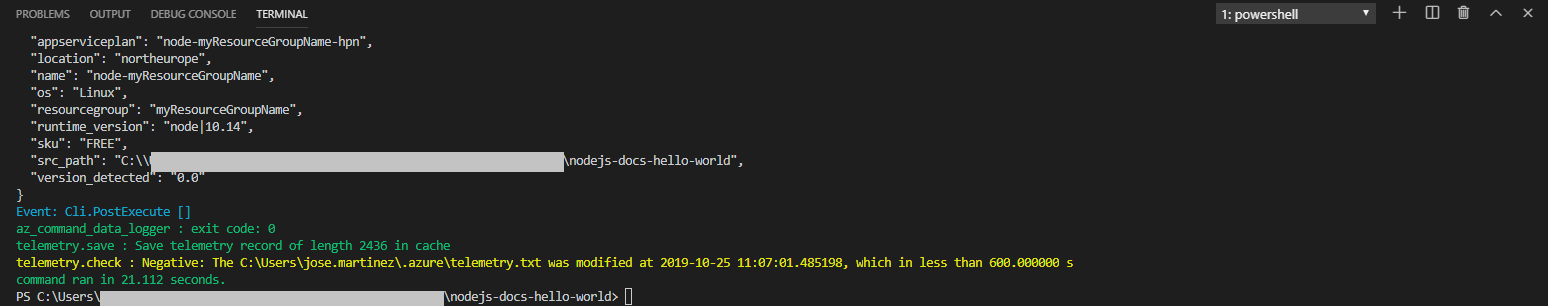 PROBLEMS OUTPUT DEBUG CONSOLE TERMINAL 1: powershell
"appserviceplan": "node-myResourceGroupName-hpn",
"location": "northeurope",
"name": "node-myResourceGroupName",
"os": "Linux",
"resourcegroup": "myResourceGroupName",
"runtime_version": "node|10.14",
"sku": "FREE",
"src_path": "C:\\ \nodejs-docs-hello-world",
"version_detected": "0.0"
}
Event: Cli.PostExecute []
az_command_data_logger : exit code: 0
telemetry.save : Save telemetry record of length 2436 in cache
telemetry.check : Negative: The C:\Users\jose.martinez\.azure\telemetry.txt was modified at 2019-10-25 11:07:01.485198, which in less than 600.000000 s
command ran in 21.112 seconds.
PS C:\Users\ \nodejs-docs-hello-world>